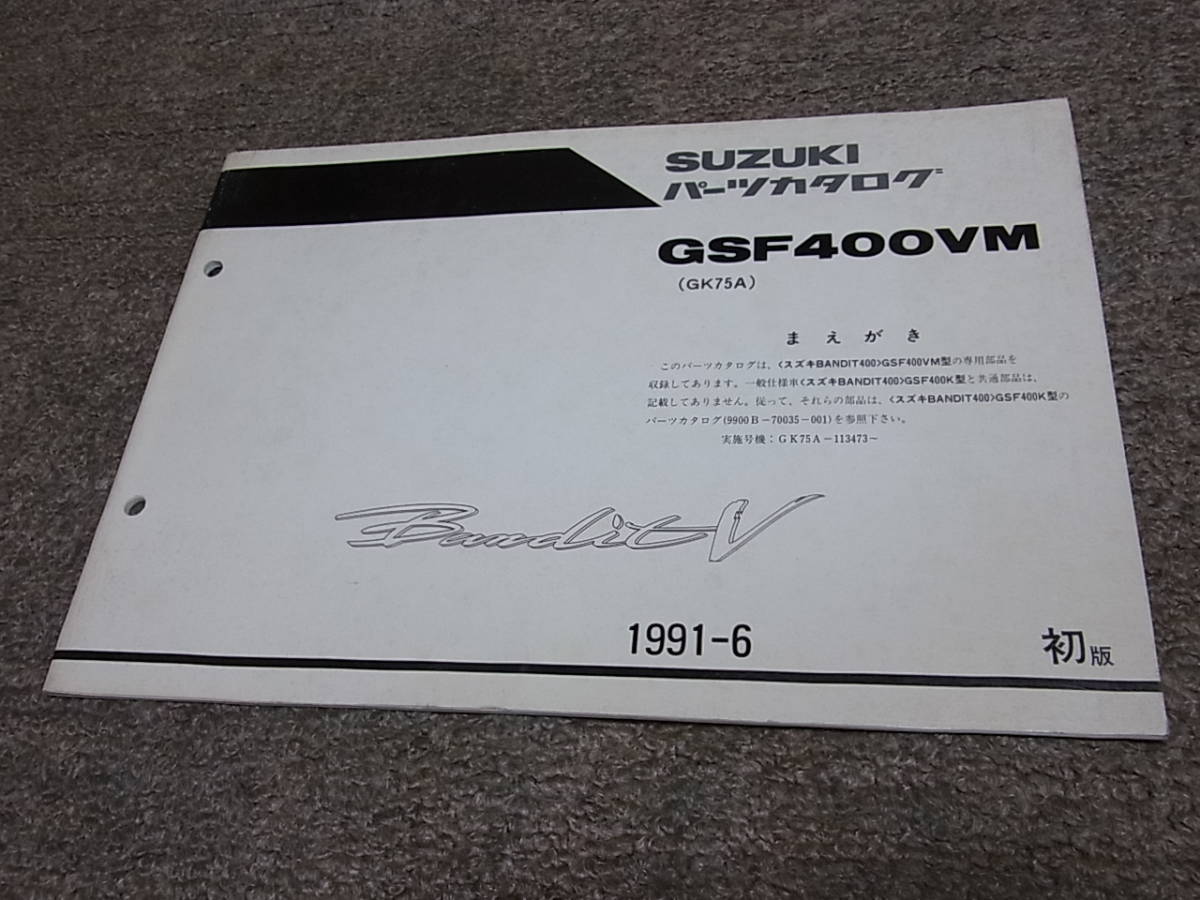 SUZUKI
パーツカタログ
GSF400VM
(GK75A)
まえがき
このパーツカタログは、〈スズキBANDIT400〉GSF400VM型の専用部品を
収録してあります。一般仕様車〈スズキBANDIT400〉GSF400K型と共通部品は、
記載してありません。従って、それらの部品は、〈スズキBANDIT400〉GSF400K型の
パーツカタログ(9900B-70035-001)を参照下さい。
実施号機:GK75A-113473~
Bandit V
1991-6
初版